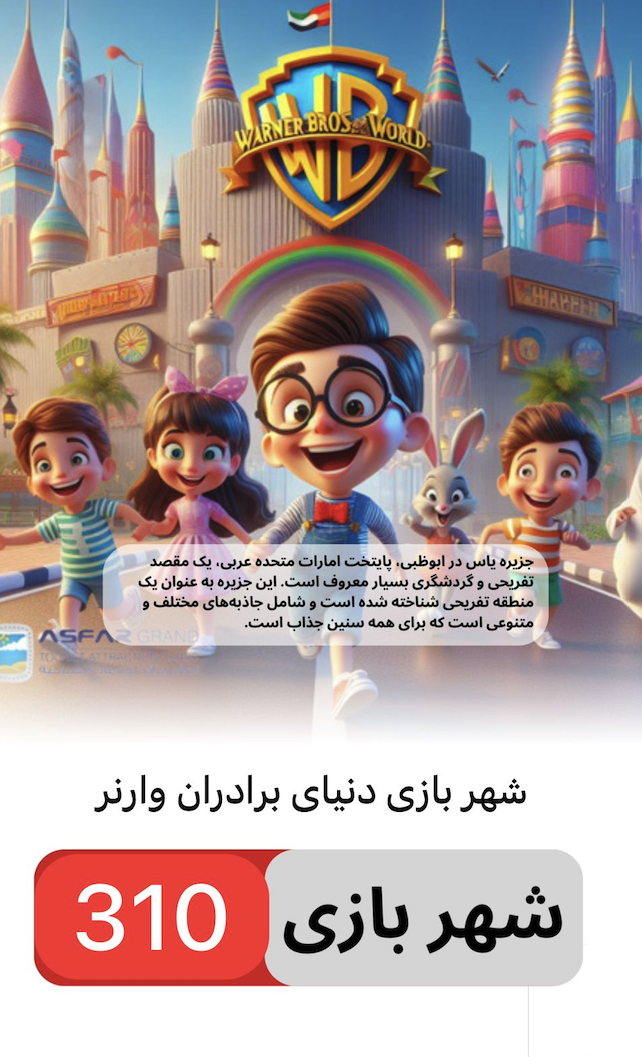 WB
WARNER BROS. WORLD
جزیره یاس در ابوظبی، پایتخت امارات متحده عربی، یک مقصد
تفریحی و گردشگری بسیار معروف است. این جزیره به عنوان یک
منطقه تفریحی شناخته شده است و شامل جاذبه‌های مختلف و
متنوعی است که برای همه سنین جذاب است.
ASFAR GRAND
شهر بازی دنیای برادران وارنر
شهر بازی
310